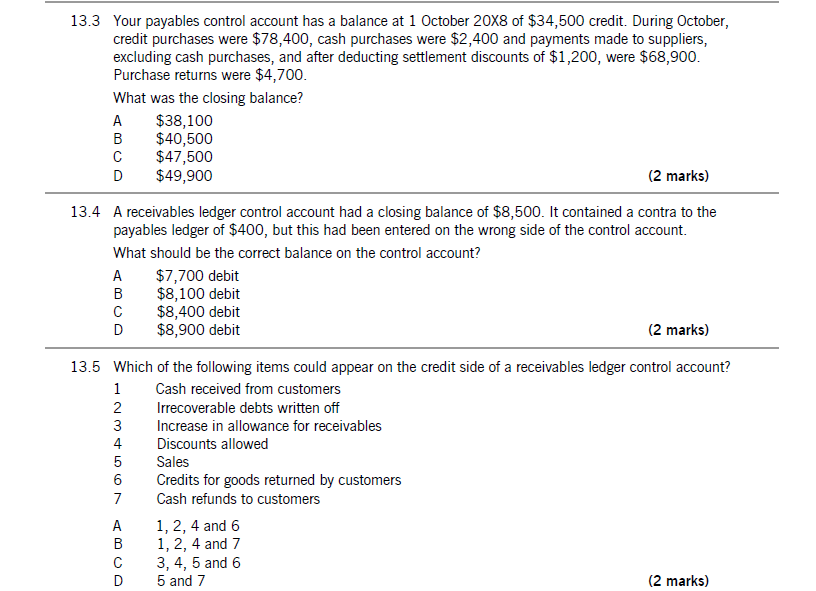 13.3 Your payables control account has a balance at 1 October 20X8 of $34,500 credit. During October,
credit purchases were $78,400, cash purchases were $2,400 and payments made to suppliers,
excluding cash purchases, and after deducting settlement discounts of $1,200, were $68,900.
Purchase returns were $4,700.
What was the closing balance?
A $38,100
B $40,500
C $47,500
D $49,900 (2 marks)
13.4 A receivables ledger control account had a closing balance of $8,500. It contained a contra to the
payables ledger of $400, but this had been entered on the wrong side of the control account.
What should be the correct balance on the control account?
A $7,700 debit
B $8,100 debit
C $8,400 debit
D $8,900 debit (2 marks)
13.5 Which of the following items could appear on the credit side of a receivables ledger control account?
1 Cash received from customers
2 Irrecoverable debts written off
3 Increase in allowance for receivables
4 Discounts allowed
5 Sales
6 Credits for goods returned by customers
7 Cash refunds to customers
A 1, 2, 4 and 6
B 1, 2, 4 and 7
C 3, 4, 5 and 6
D 5 and 7 (2 marks)